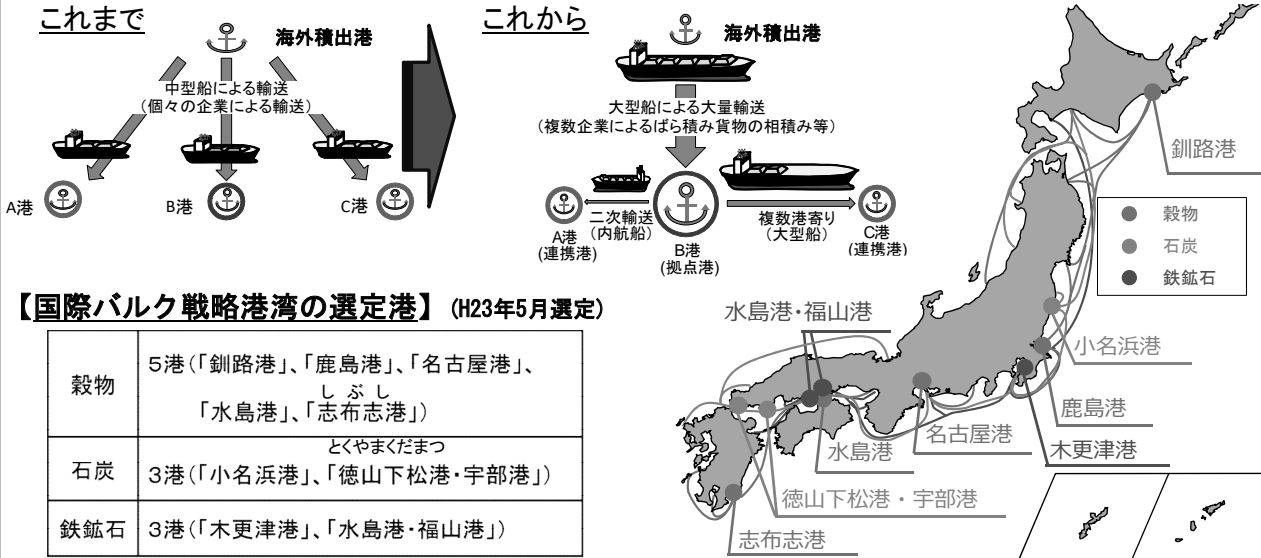 これまで
海外積出港
中型船による輸送
(個々の企業による輸送)
A港
B港
C港
これから
海外積出港
大型船による大量輸送
(複数企業によるばら積み貨物の相積み等)
二次輸送
(内航船)
複数港寄り
(大型船)
A港
(連携港)
B港
(拠点港)
C港
(連携港)
【国際バルク戦略港湾の選定港】 (H23年5月選定)
穀物
5港(「釧路港」、「鹿島港」、「名古屋港」、
しぶし
「水島港」、「志布志港」)
石炭
とくやまくだまつ
3港(「小名浜港」、「徳山下松港・宇部港」)
鉄鉱石
3港(「木更津港」、「水島港・福山港」)
釧路港
穀物
石炭
鉄鉱石
水島港・福山港
小名浜港
鹿島港
名古屋港
木更津港
水島港
徳山下松港・宇部港
志布志港